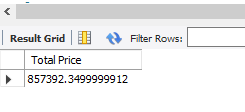 Result Grid Filter Rows:
Total Price
857392.3499999912